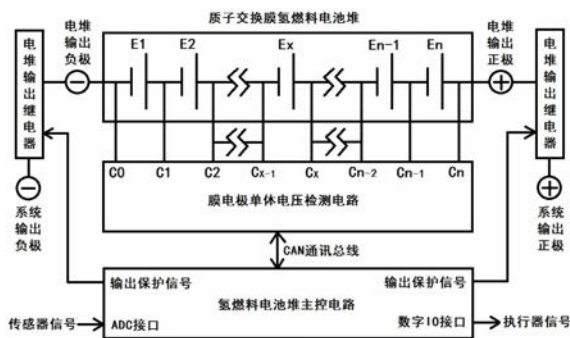 质子交换膜氢燃料电池堆
电堆输出负极
电堆输出正极
E1 E2 Ex En-1 En
电堆输出继电器
电堆输出继电器
C0 C1 C2 Cx-1 Cx Cn-2 Cn-1 Cn
膜电极单体电压检测电路
系统输出负极
系统输出正极
CAN通讯总线
输出保护信号
输出保护信号
氢燃料电池堆主控电路
传感器信号
ADC接口
数字IO接口
执行器信号